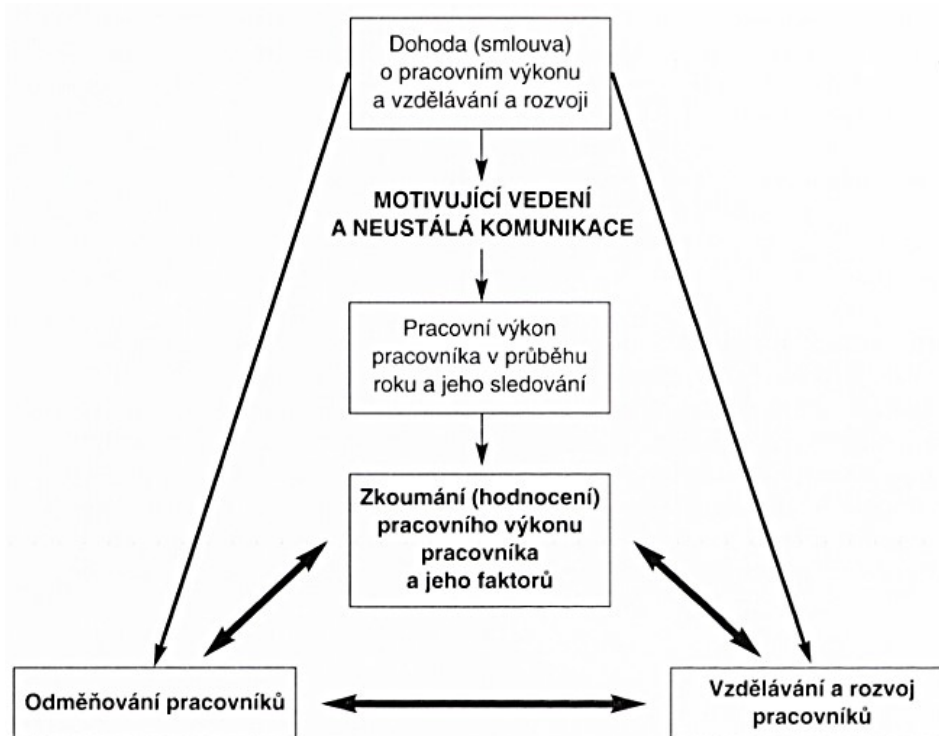 Dohoda (smlouva)
o pracovním výkonu
a vzdělávání a rozvoji
MOTIVUJÍCÍ VEDENÍ
A NEUSTÁLÁ KOMUNIKACE
Pracovní výkon
pracovníka v průběhu
roku a jeho sledování
Zkoumání (hodnocení)
pracovního výkonu
pracovníka
a jeho faktorů
Odměňování pracovníků
Vzdělávání a rozvoj
pracovníků